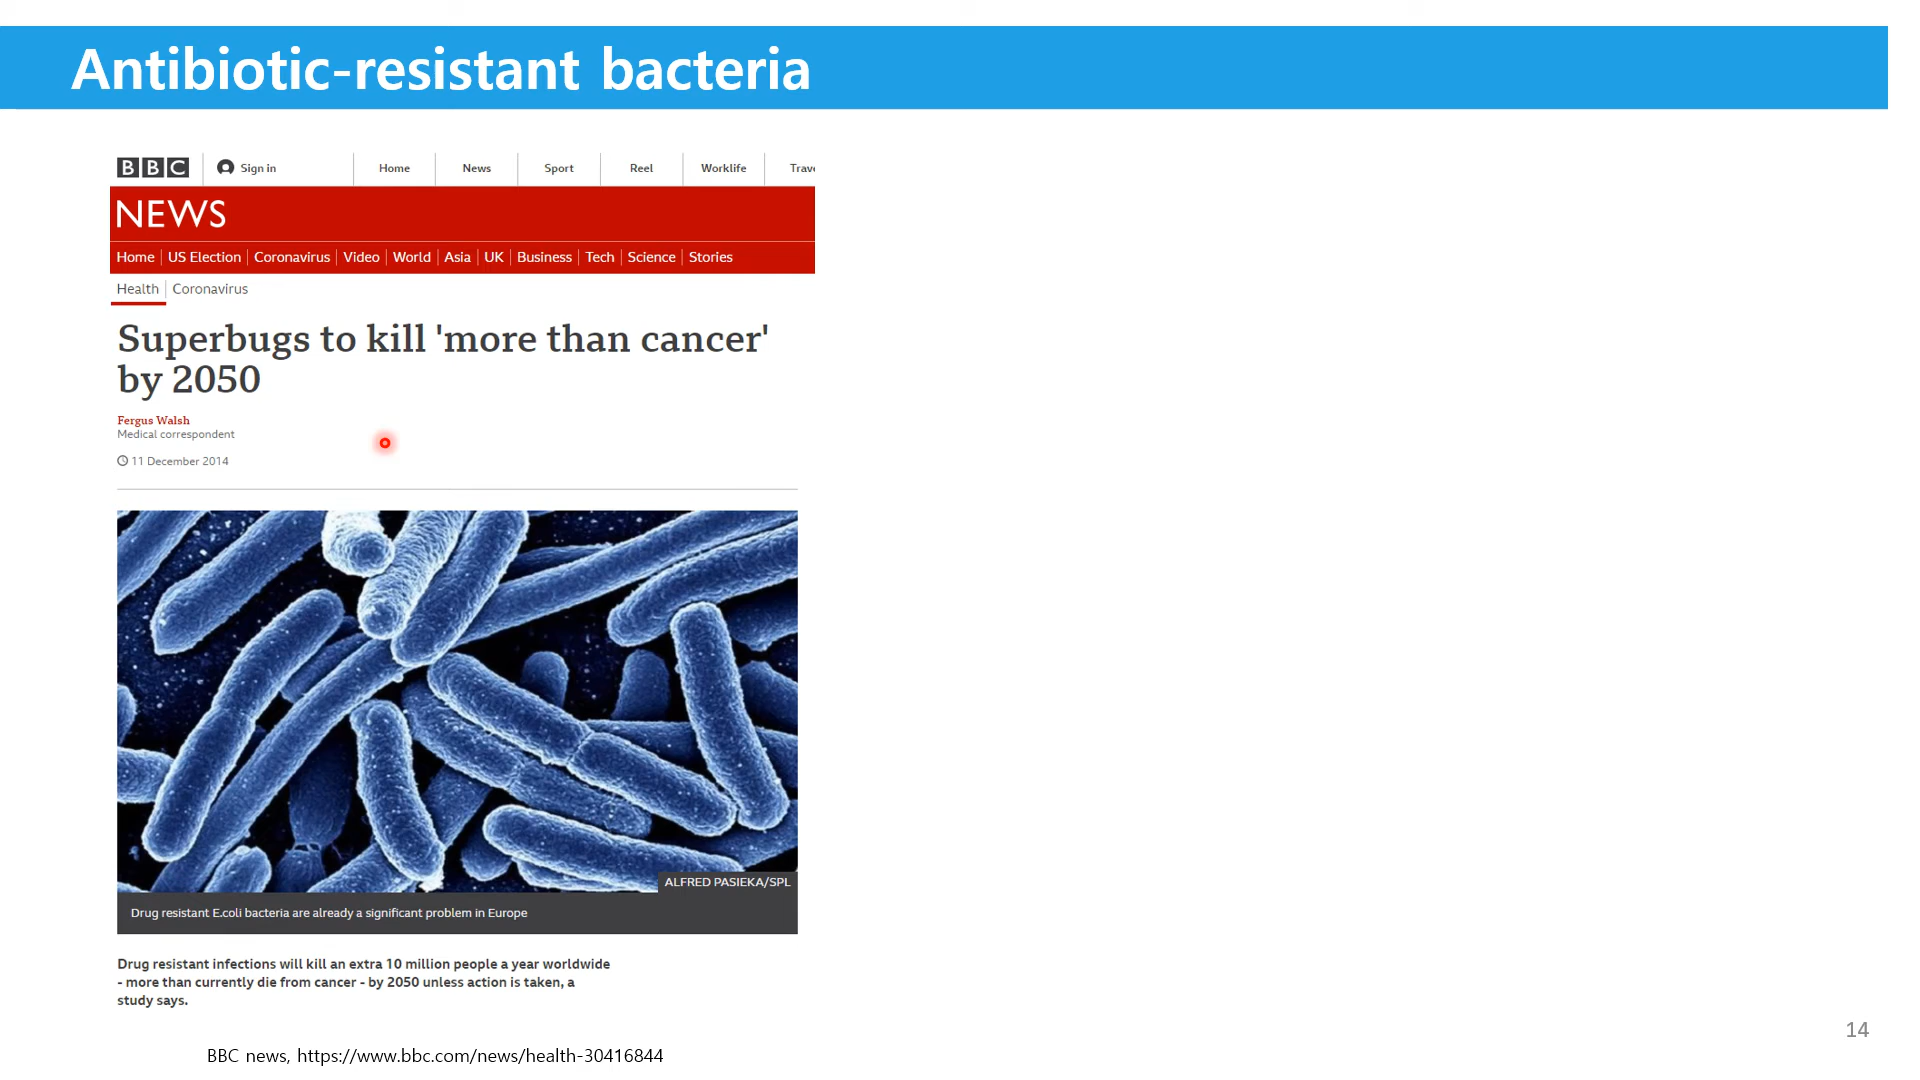 Antibiotic-resistant bacteria
BBC Sign in Home News Sport Reel Worklife Trave
NEWS
Home US Election Coronavirus Video World Asia UK Business Tech Science Stories
Health Coronavirus
Superbugs to kill 'more than cancer'
by 2050
Fergus Walsh
Medical correspondent
11 December 2014
ALFRED PASIEKA/SPL
Drug resistant E.coli bacteria are already a significant problem in Europe
Drug resistant infections will kill an extra 10 million people a year worldwide
- more than currently die from cancer - by 2050 unless action is taken, a
study says.
14
BBC news, https://www.bbc.com/news/health-30416844